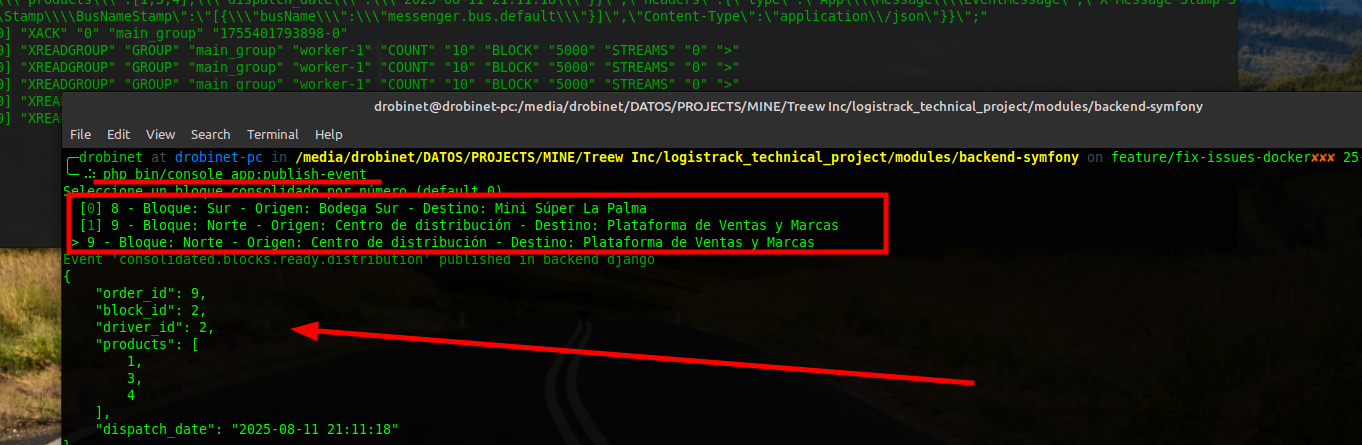 \\\"products\\\":[1,3,4],\\\"dispatch_date\\\":\\\"2025-08-11 21:11:18\\\"}}\",\"headers\":{\"type\":\"App\\\\Message\\\\EventMessage\",\"X-Message-Stamp-S
\Stamp\\\\BusNameStamp\":\"[{\\\"busName\\\":\\\"messenger.bus.default\\\"}]\",\"Content-Type\":\"application\\/json\"}}\";"
0] "XACK" "0" "main_group" "1755401793898-0"
0] "XREADGROUP" "GROUP" "main_group" "worker-1" "COUNT" "10" "BLOCK" "5000" "STREAMS" "0" ">"
0] "XREADGROUP" "GROUP" "main_group" "worker-1" "COUNT" "10" "BLOCK" "5000" "STREAMS" "0" ">"
0] "XREADGROUP" "GROUP" "main_group" "worker-1" "COUNT" "10" "BLOCK" "5000" "STREAMS" "0" ">"
0] "XREA
0] "XREA
drobinet@drobinet-pc:/media/drobinet/DATOS/PROJECTS/MINE/Treew Inc/logistrack_technical_project/modules/backend-symfony
File Edit View Search Terminal Help
drobinet at drobinet-pc in /media/drobinet/DATOS/PROJECTS/MINE/Treew Inc/logistrack_technical_project/modules/backend-symfony on feature/fix-issues-docker✘✘✘ 25-
php bin/console app:publish-event
Seleccione un bloque consolidado por número (default 0)
[0] 8 - Bloque: Sur - Origen: Bodega Sur - Destino: Mini Súper La Palma
[1] 9 - Bloque: Norte - Origen: Centro de distribución - Destino: Plataforma de Ventas y Marcas
> 9 - Bloque: Norte - Origen: Centro de distribución - Destino: Plataforma de Ventas y Marcas
Event 'consolidated.blocks.ready.distribution' published in backend django
{
"order_id": 9,
"block_id": 2,
"driver_id": 2,
"products": [
1,
3,
4
],
"dispatch_date": "2025-08-11 21:11:18"
}